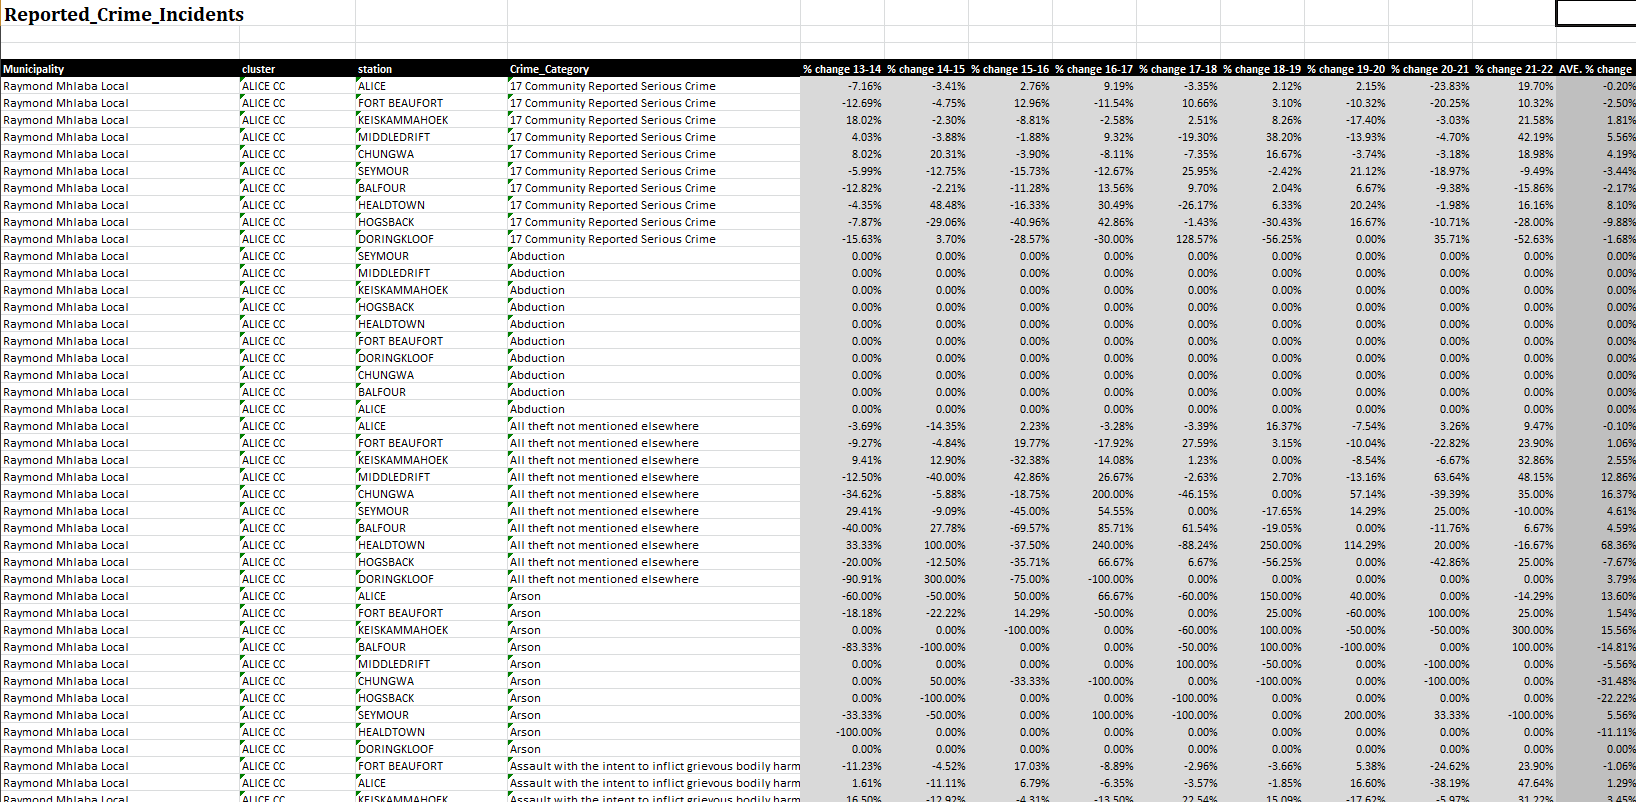 Reported_Crime_Incidents
Municipality cluster station Crime_Category % change 13-14 % change 14-15 % change 15-16 % change 16-17 % change 17-18 % change 18-19 % change 19-20 % change 20-21 % change 21-22 AVE. % change
Raymond Mhlaba Local ALICE CC ALICE 17 Community Reported Serious Crime -7.16% -3.41% 2.76% 9.19% -3.35% 2.12% 2.15% -23.83% 19.70% -0.20%
Raymond Mhlaba Local ALICE CC FORT BEAUFORT 17 Community Reported Serious Crime -12.69% -4.75% 12.96% -11.54% 10.66% 3.10% -10.32% -20.25% 10.32% -2.50%
Raymond Mhlaba Local ALICE CC KEISKAMMAHOEK 17 Community Reported Serious Crime 18.02% -2.30% -8.81% -2.58% 2.51% 8.26% -17.40% -3.03% 21.58% 1.81%
Raymond Mhlaba Local ALICE CC MIDDLEDRIFT 17 Community Reported Serious Crime 4.03% -3.88% -1.88% 9.32% -19.30% 38.20% -13.93% -4.70% 42.19% 5.56%
Raymond Mhlaba Local ALICE CC CHUNGWA 17 Community Reported Serious Crime 8.02% 20.31% -3.90% -8.11% -7.35% 16.67% -3.74% -3.18% 18.98% 4.19%
Raymond Mhlaba Local ALICE CC SEYMOUR 17 Community Reported Serious Crime -5.99% -12.75% -15.73% -12.67% 25.95% -2.42% 21.12% -18.97% -9.49% -3.44%
Raymond Mhlaba Local ALICE CC BALFOUR 17 Community Reported Serious Crime -12.82% -2.21% -11.28% 13.56% 9.70% 2.04% 6.67% -9.38% -15.86% -2.17%
Raymond Mhlaba Local ALICE CC HEALDTOWN 17 Community Reported Serious Crime -4.35% 48.48% -16.33% 30.49% -26.17% 6.33% 20.24% -1.98% 16.16% 8.10%
Raymond Mhlaba Local ALICE CC HOGSBACK 17 Community Reported Serious Crime -7.87% -29.06% -40.96% 42.86% -1.43% -30.43% 16.67% -10.71% -28.00% -9.88%
Raymond Mhlaba Local ALICE CC DORINGKLOOF 17 Community Reported Serious Crime -15.63% 3.70% -28.57% -30.00% 128.57% -56.25% 0.00% 35.71% -52.63% -1.68%
Raymond Mhlaba Local ALICE CC SEYMOUR Abduction 0.00% 0.00% 0.00% 0.00% 0.00% 0.00% 0.00% 0.00% 0.00% 0.00%
Raymond Mhlaba Local ALICE CC MIDDLEDRIFT Abduction 0.00% 0.00% 0.00% 0.00% 0.00% 0.00% 0.00% 0.00% 0.00% 0.00%
Raymond Mhlaba Local ALICE CC KEISKAMMAHOEK Abduction 0.00% 0.00% 0.00% 0.00% 0.00% 0.00% 0.00% 0.00% 0.00% 0.00%
Raymond Mhlaba Local ALICE CC HOGSBACK Abduction 0.00% 0.00% 0.00% 0.00% 0.00% 0.00% 0.00% 0.00% 0.00% 0.00%
Raymond Mhlaba Local ALICE CC HEALDTOWN Abduction 0.00% 0.00% 0.00% 0.00% 0.00% 0.00% 0.00% 0.00% 0.00% 0.00%
Raymond Mhlaba Local ALICE CC FORT BEAUFORT Abduction 0.00% 0.00% 0.00% 0.00% 0.00% 0.00% 0.00% 0.00% 0.00% 0.00%
Raymond Mhlaba Local ALICE CC DORINGKLOOF Abduction 0.00% 0.00% 0.00% 0.00% 0.00% 0.00% 0.00% 0.00% 0.00% 0.00%
Raymond Mhlaba Local ALICE CC CHUNGWA Abduction 0.00% 0.00% 0.00% 0.00% 0.00% 0.00% 0.00% 0.00% 0.00% 0.00%
Raymond Mhlaba Local ALICE CC BALFOUR Abduction 0.00% 0.00% 0.00% 0.00% 0.00% 0.00% 0.00% 0.00% 0.00% 0.00%
Raymond Mhlaba Local ALICE CC ALICE Abduction 0.00% 0.00% 0.00% 0.00% 0.00% 0.00% 0.00% 0.00% 0.00% 0.00%
Raymond Mhlaba Local ALICE CC ALICE All theft not mentioned elsewhere -3.69% -14.35% 2.23% -3.28% -3.39% 16.37% -7.54% 3.26% 9.47% -0.10%
Raymond Mhlaba Local ALICE CC FORT BEAUFORT All theft not mentioned elsewhere -9.27% -4.84% 19.77% -17.92% 27.59% 3.15% -10.04% -22.82% 23.90% 1.06%
Raymond Mhlaba Local ALICE CC KEISKAMMAHOEK All theft not mentioned elsewhere 9.41% 12.90% -32.38% 14.08% 1.23% 0.00% -8.54% -6.67% 32.86% 2.55%
Raymond Mhlaba Local ALICE CC MIDDLEDRIFT All theft not mentioned elsewhere -12.50% -40.00% 42.86% 26.67% -2.63% 2.70% -13.16% 63.64% 48.15% 12.86%
Raymond Mhlaba Local ALICE CC CHUNGWA All theft not mentioned elsewhere -34.62% -5.88% -18.75% 200.00% -46.15% 0.00% 57.14% -39.39% 35.00% 16.37%
Raymond Mhlaba Local ALICE CC SEYMOUR All theft not mentioned elsewhere 29.41% -9.09% -45.00% 54.55% 0.00% -17.65% 14.29% 25.00% -10.00% 4.61%
Raymond Mhlaba Local ALICE CC BALFOUR All theft not mentioned elsewhere -40.00% 27.78% -69.57% 85.71% 61.54% -19.05% 0.00% -11.76% 6.67% 4.59%
Raymond Mhlaba Local ALICE CC HEALDTOWN All theft not mentioned elsewhere 33.33% 100.00% -37.50% 240.00% -88.24% 250.00% 114.29% 20.00% -16.67% 68.36%
Raymond Mhlaba Local ALICE CC HOGSBACK All theft not mentioned elsewhere -20.00% -12.50% -35.71% 66.67% 6.67% -56.25% 0.00% -42.86% 25.00% -7.67%
Raymond Mhlaba Local ALICE CC DORINGKLOOF All theft not mentioned elsewhere -90.91% 300.00% -75.00% -100.00% 0.00% 0.00% 0.00% 0.00% 0.00% 3.79%
Raymond Mhlaba Local ALICE CC ALICE Arson -60.00% -50.00% 50.00% 66.67% -60.00% 150.00% 40.00% 0.00% -14.29% 13.60%
Raymond Mhlaba Local ALICE CC FORT BEAUFORT Arson -18.18% -22.22% 14.29% -50.00% 0.00% 25.00% -60.00% 100.00% 25.00% 1.54%
Raymond Mhlaba Local ALICE CC KEISKAMMAHOEK Arson 0.00% 0.00% -100.00% 0.00% -60.00% 100.00% -50.00% -50.00% 300.00% 15.56%
Raymond Mhlaba Local ALICE CC BALFOUR Arson -83.33% -100.00% 0.00% 0.00% -50.00% 100.00% -100.00% 0.00% 100.00% -14.81%
Raymond Mhlaba Local ALICE CC MIDDLEDRIFT Arson 0.00% 0.00% 0.00% 0.00% 100.00% -50.00% 0.00% -100.00% 0.00% -5.56%
Raymond Mhlaba Local ALICE CC CHUNGWA Arson 0.00% 50.00% -33.33% -100.00% 0.00% -100.00% 0.00% -100.00% 0.00% -31.48%
Raymond Mhlaba Local ALICE CC HOGSBACK Arson 0.00% -100.00% 0.00% 0.00% -100.00% 0.00% 0.00% 0.00% 0.00% -22.22%
Raymond Mhlaba Local ALICE CC SEYMOUR Arson -33.33% -50.00% 0.00% 100.00% -100.00% 0.00% 200.00% 33.33% -100.00% 5.56%
Raymond Mhlaba Local ALICE CC HEALDTOWN Arson -100.00% 0.00% 0.00% 0.00% 0.00% 0.00% 0.00% 0.00% 0.00% -11.11%
Raymond Mhlaba Local ALICE CC DORINGKLOOF Arson 0.00% 0.00% 0.00% 0.00% 0.00% 0.00% 0.00% 0.00% 0.00% 0.00%
Raymond Mhlaba Local ALICE CC FORT BEAUFORT Assault with the intent to inflict grievous bodily harm -11.23% -4.52% 17.03% -8.89% -2.96% -3.66% 5.38% -24.62% 23.90% -1.06%
Raymond Mhlaba Local ALICE CC ALICE Assault with the intent to inflict grievous bodily harm 1.61% -11.11% 6.79% -6.35% -3.57% -1.85% 16.60% -38.19% 47.64% 1.29%
Raymond Mhlaba Local ALICE CC KEISKAMMAHOEK Assault with the intent to inflict grievous bodily harm 16.50% -12.92% -4.31% -13.50% 22.54% 15.09% -17.62% -5.97% 31.22% 3.45%